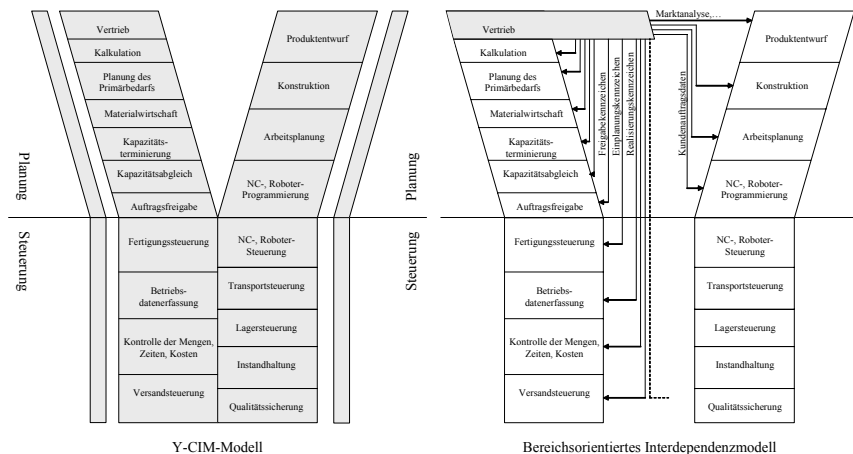 Vertrieb
Kalkulation
Planung des
Primärbedarfs
Materialwirtschaft
Kapazitäts-
terminierung
Kapazitätsabgleich
Auftragsfreigabe
Produktentwurf
Konstruktion
Arbeitsplanung
NC-, Roboter-
Programmierung
Planung
Planung
Steuerung
Steuerung
Fertigungssteuerung
Betriebs-
datenerfassung
Kontrolle der Mengen,
Zeiten, Kosten
Versandsteuerung
NC-, Roboter-
Steuerung
Transportsteuerung
Lagersteuerung
Instandhaltung
Qualitätssicherung
Y-CIM-Modell
Vertrieb
Kalkulation
Planung des
Primärbedarfs
Materialwirtschaft
Kapazitäts-
terminierung
Kapazitätsabgleich
Auftragsfreigabe
Freigabekennzeichen
Einplanungskennzeichen
Realisierungskennzeichen
Kundenauftragsdaten
Marktanalyse,...
Produktentwurf
Konstruktion
Arbeitsplanung
NC-, Roboter-
Programmierung
Fertigungssteuerung
Betriebs-
datenerfassung
Kontrolle der Mengen,
Zeiten, Kosten
Versandsteuerung
NC-, Roboter-
Steuerung
Transportsteuerung
Lagersteuerung
Instandhaltung
Qualitätssicherung
Bereichsorientiertes Interdependenzmodell